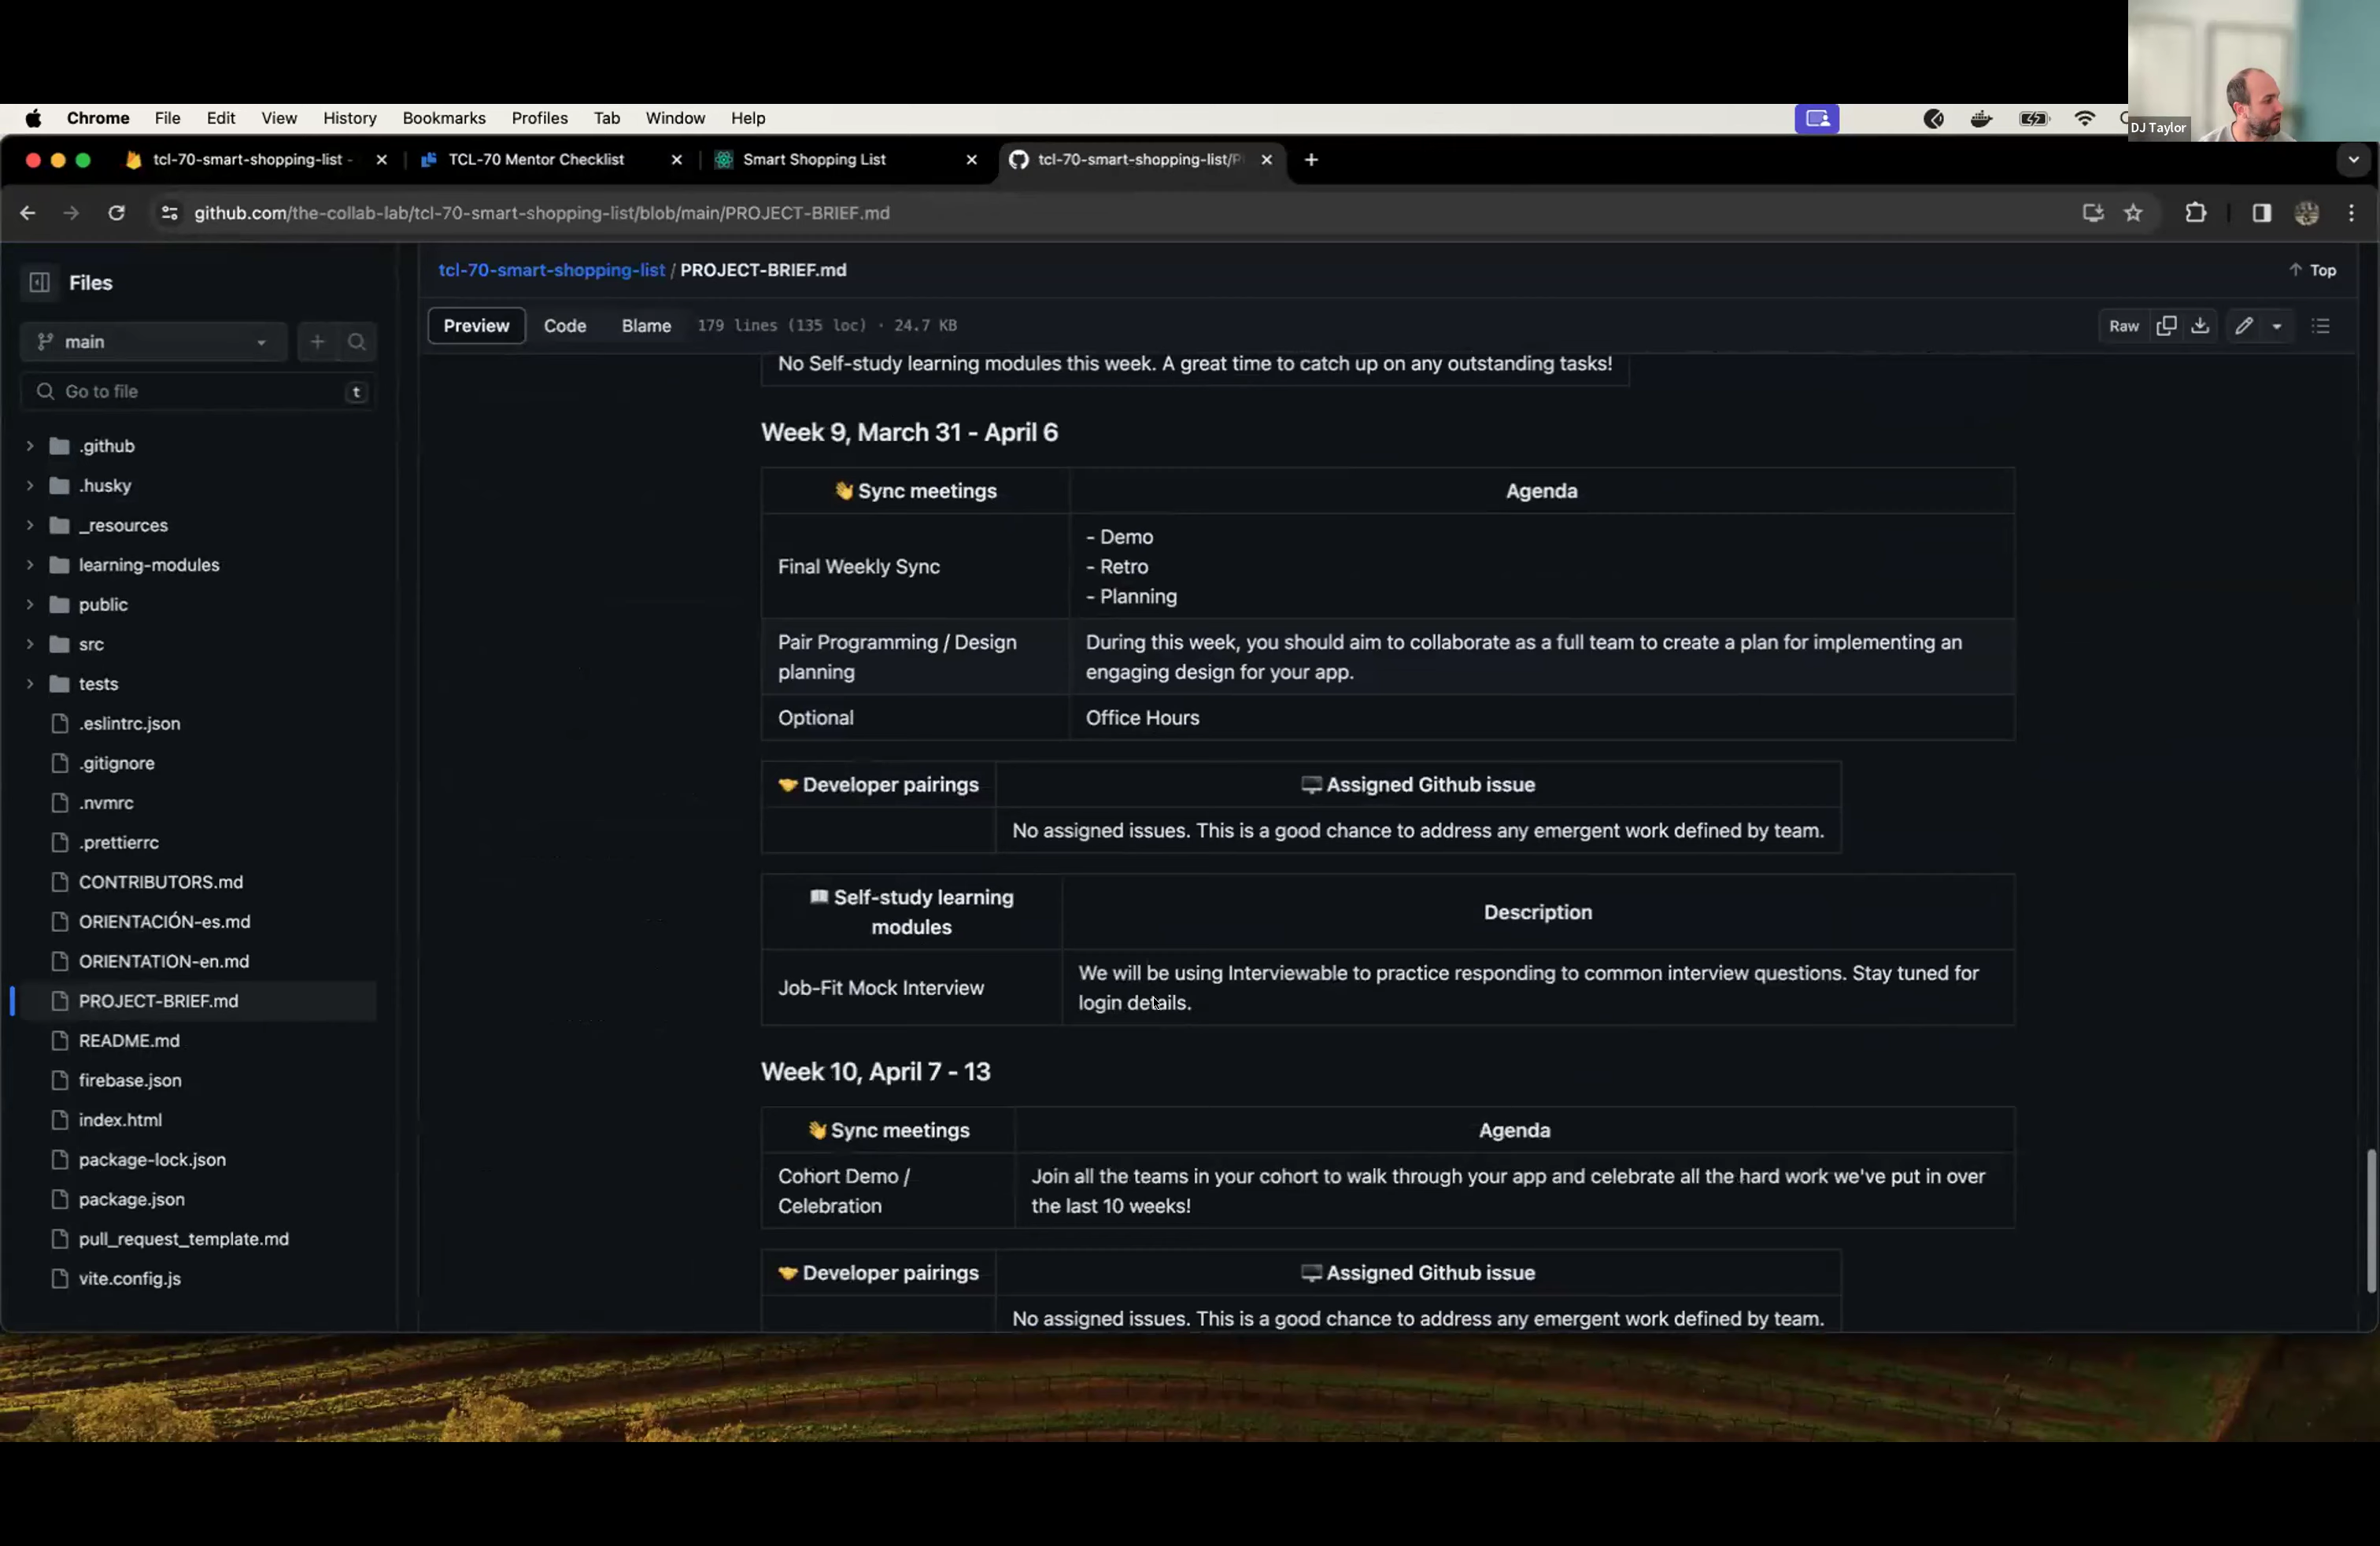 DJ Taylor
Chrome File Edit View History Bookmarks Profiles Tab Window Help
tcl-70-smart-shopping-list - TCL-70 Mentor Checklist Smart Shopping List tcl-70-smart-shopping-list/P
github.com/the-collab-lab/tcl-70-smart-shopping-list/blob/main/PROJECT-BRIEF.md
Files
main
Go to file t
.github
.husky
_resources
learning-modules
public
src
tests
.eslintrc.json
.gitignore
.nvmrc
.prettierrc
CONTRIBUTORS.md
ORIENTACIÓN-es.md
ORIENTATION-en.md
PROJECT-BRIEF.md
README.md
firebase.json
index.html
package-lock.json
package.json
pull_request_template.md
vite.config.js
tcl-70-smart-shopping-list / PROJECT-BRIEF.md
Top
Preview Code Blame 179 lines (135 loc) · 24.7 KB
Raw
No Self-study learning modules this week. A great time to catch up on any outstanding tasks!
Week 9, March 31 - April 6
👋 Sync meetings Agenda
Final Weekly Sync
- Demo
- Retro
- Planning
Pair Programming / Design
planning
During this week, you should aim to collaborate as a full team to create a plan for implementing an
engaging design for your app.
Optional Office Hours
🤝 Developer pairings 💻 Assigned Github issue
No assigned issues. This is a good chance to address any emergent work defined by team.
📖 Self-study learning
modules
Description
Job-Fit Mock Interview
We will be using Interviewable to practice responding to common interview questions. Stay tuned for
login details.
Week 10, April 7 - 13
👋 Sync meetings Agenda
Cohort Demo /
Celebration
Join all the teams in your cohort to walk through your app and celebrate all the hard work we've put in over
the last 10 weeks!
🤝 Developer pairings 💻 Assigned Github issue
No assigned issues. This is a good chance to address any emergent work defined by team.